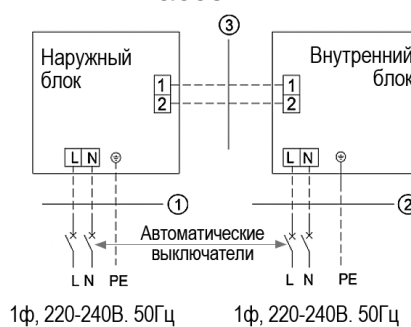 3
Наружный
блок
Внутренний
блок
1
1
2
2
L N
L N
1
2
Автоматические
выключатели
L N PE
L N PE
1ф, 220-240В. 50Гц
1ф, 220-240В. 50Гц